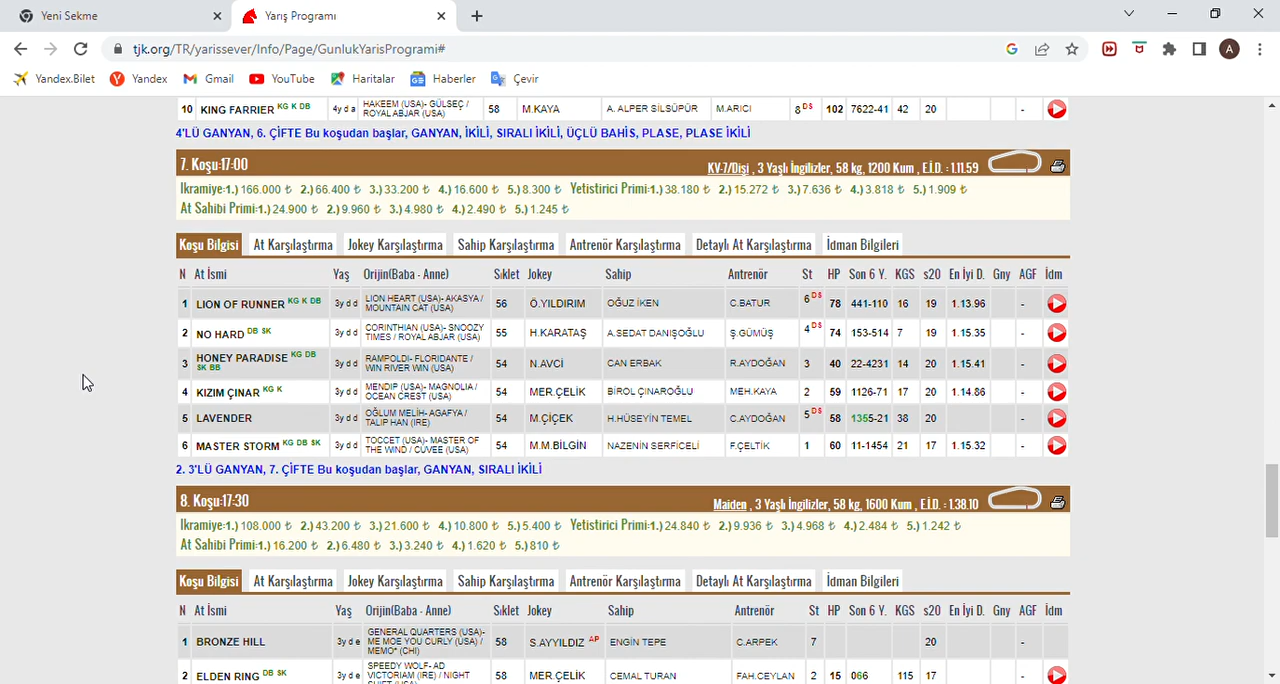 Yeni Sekme
Yarış Programı
tjk.org/TR/yarissever/Info/Page/GunlukYarisProgrami#
Yandex.Bilet Yandex Gmail YouTube Haritalar Haberler Çevir
10 KING FARRIER KG K DB 4y d a HAKEEM (USA)- GÜLSEÇ / ROYAL ABJAR (USA) 58 M.KAYA A. ALPER SİLSÜPÜR M.ARICI 8 DS 102 7622-41 42 20 -
4'LÜ GANYAN, 6. ÇİFTE Bu koşudan başlar, GANYAN, İKİLİ, SIRALI İKİLİ, ÜÇLÜ BAHİS, PLASE, PLASE İKİLİ
7. Koşu:17:00 KV-7/Dişi , 3 Yaşlı İngilizler, 58 kg, 1200 Kum , E.İ.D. : 1.11.59
İkramiye:1.) 166.000 ₺ 2.) 66.400 ₺ 3.) 33.200 ₺ 4.) 16.600 ₺ 5.) 8.300 ₺ Yetistirici Primi:1.) 38.180 ₺ 2.) 15.272 ₺ 3.) 7.636 ₺ 4.) 3.818 ₺ 5.) 1.909 ₺
At Sahibi Primi:1.) 24.900 ₺ 2.) 9.960 ₺ 3.) 4.980 ₺ 4.) 2.490 ₺ 5.) 1.245 ₺
Koşu Bilgisi At Karşılaştırma Jokey Karşılaştırma Sahip Karşılaştırma Antrenör Karşılaştırma Detaylı At Karşılaştırma İdman Bilgileri
N At İsmi Yaş Orijin(Baba - Anne) Sıklet Jokey Sahip Antrenör St HP Son 6 Y. KGS s20 En İyi D. Gny AGF İdm
1 LION OF RUNNER KG K DB 3y d d LION HEART (USA)- AKASYA / MOUNTAIN CAT (USA) 56 Ö.YILDIRIM OĞUZ İKEN C.BATUR 6 DS 78 441-110 16 19 1.13.96 -
2 NO HARD DB SK 3y d d CORINTHIAN (USA)- SNOOZY TIMES / ROYAL ABJAR (USA) 55 H.KARATAŞ A.SEDAT DANIŞOĞLU Ş.GÜMÜŞ 4 DS 74 153-514 7 19 1.15.35 -
3 HONEY PARADISE KG DB SK BB 3y d d RAMPOLDI- FLORIDANTE / WIN RIVER WIN (USA) 54 N.AVCİ CAN ERBAK R.AYDOĞAN 3 40 22-4231 14 20 1.15.41 -
4 KIZIM ÇINAR KG K 3y d d MENDIP (USA)- MAGNOLIA / OCEAN CREST (USA) 54 MER.ÇELİK BİROL ÇINAROĞLU MEH.KAYA 2 59 1126-71 17 20 1.14.86 -
5 LAVENDER 3y d d OĞLUM MELİH- AGAFYA / TALIP HAN (IRE) 54 M.ÇİÇEK H.HÜSEYİN TEMEL C.AYDOĞAN 5 DS 58 1355-21 38 20 -
6 MASTER STORM KG DB SK 3y d d TOCCET (USA)- MASTER OF THE WIND / CUVEE (USA) 54 M.M.BİLGİN NAZENİN SERFİCELİ F.ÇELTİK 1 60 11-1454 21 17 1.15.32 -
2. 3'LÜ GANYAN, 7. ÇİFTE Bu koşudan başlar, GANYAN, SIRALI İKİLİ
8. Koşu:17:30 Maiden , 3 Yaşlı İngilizler, 58 kg, 1600 Kum , E.İ.D. : 1.38.10
İkramiye:1.) 108.000 ₺ 2.) 43.200 ₺ 3.) 21.600 ₺ 4.) 10.800 ₺ 5.) 5.400 ₺ Yetistirici Primi:1.) 24.840 ₺ 2.) 9.936 ₺ 3.) 4.968 ₺ 4.) 2.484 ₺ 5.) 1.242 ₺
At Sahibi Primi:1.) 16.200 ₺ 2.) 6.480 ₺ 3.) 3.240 ₺ 4.) 1.620 ₺ 5.) 810 ₺
Koşu Bilgisi At Karşılaştırma Jokey Karşılaştırma Sahip Karşılaştırma Antrenör Karşılaştırma Detaylı At Karşılaştırma İdman Bilgileri
N At İsmi Yaş Orijin(Baba - Anne) Sıklet Jokey Sahip Antrenör St HP Son 6 Y. KGS s20 En İyi D. Gny AGF İdm
1 BRONZE HILL 3y d e GENERAL QUARTERS (USA)- ME MOE YOU CURLY (USA) / MEMO* (CHI) 58 S.AYYILDIZ AP ENGİN TEPE C.ARPEK 7 20 -
2 ELDEN RING DB SK 3y d e SPEEDY WOLF- AD VICTORIAM (IRE) / NIGHT 58 MER.ÇELİK CEMAL TURAN FAH.CEYLAN 2 15 066 115 17 -